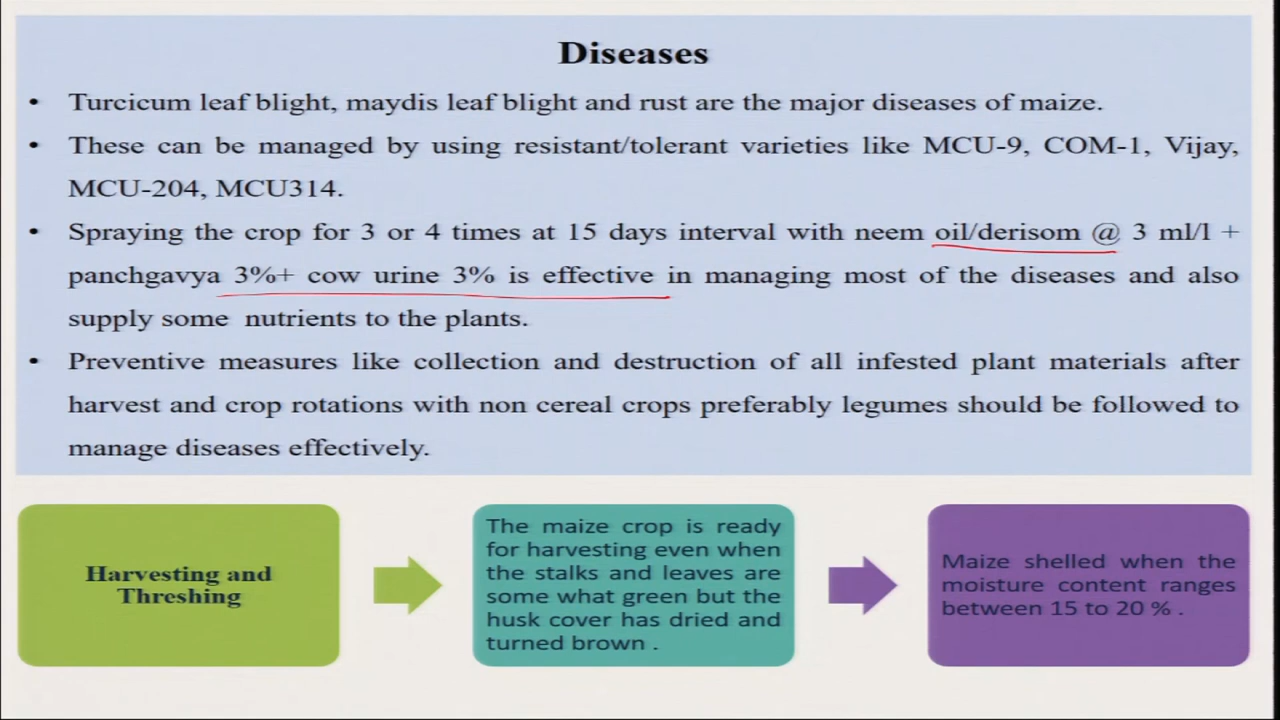 Diseases
• Turcicum leaf blight, maydis leaf blight and rust are the major diseases of maize.
• These can be managed by using resistant/tolerant varieties like MCU-9, COM-1, Vijay,
MCU-204, MCU314.
• Spraying the crop for 3 or 4 times at 15 days interval with neem oil/derisom @ 3 ml/l +
panchgavya 3%+ cow urine 3% is effective in managing most of the diseases and also
supply some nutrients to the plants.
• Preventive measures like collection and destruction of all infested plant materials after
harvest and crop rotations with non cereal crops preferably legumes should be followed to
manage diseases effectively.
Harvesting and
Threshing
The maize crop is ready
for harvesting even when
the stalks and leaves are
some what green but the
husk cover has dried and
turned brown .
Maize shelled when the
moisture content ranges
between 15 to 20 % .